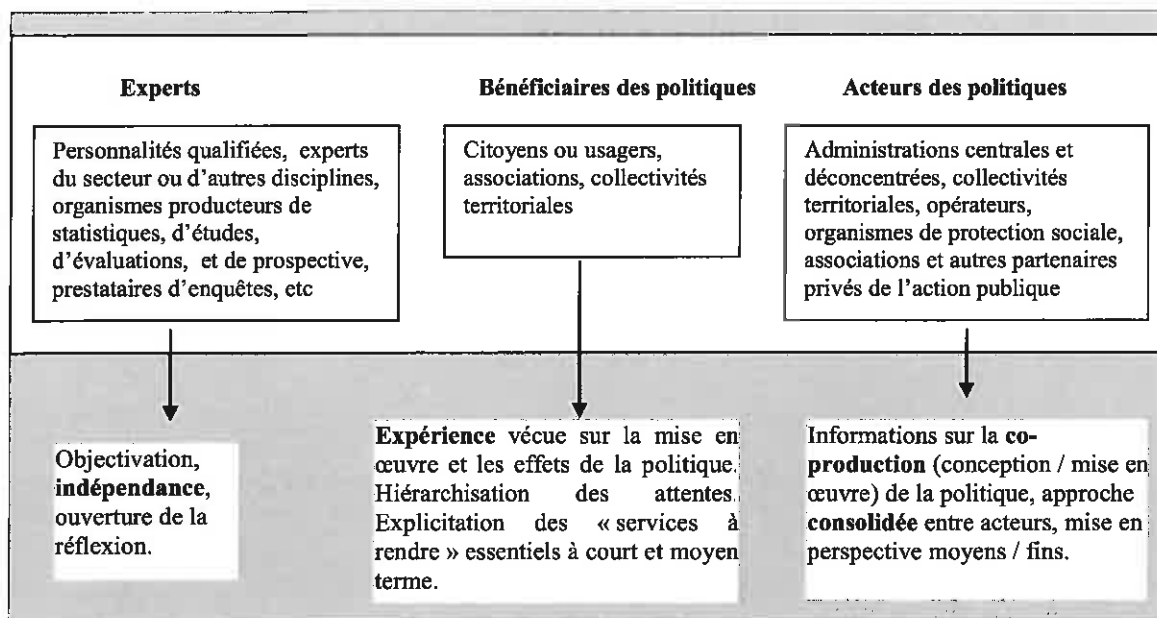 Experts
Personnalités qualifiées, experts
du secteur ou d'autres disciplines,
organismes producteurs de
statistiques, d'études,
d'évaluations, et de prospective,
prestataires d'enquêtes, etc
Objectivation,
indépendance,
ouverture de la
réflexion.
Bénéficiaires des politiques
Citoyens ou usagers,
associations, collectivités
territoriales
Expérience vécue sur la mise en
œuvre et les effets de la politique.
Hiérarchisation des attentes.
Explicitation des « services à
rendre » essentiels à court et moyen
terme.
Acteurs des politiques
Administrations centrales et
déconcentrées, collectivités
territoriales, opérateurs,
organismes de protection sociale,
associations et autres partenaires
privés de l'action publique
Informations sur la co-
production (conception / mise en
œuvre) de la politique, approche
consolidée entre acteurs, mise en
perspective moyens / fins.